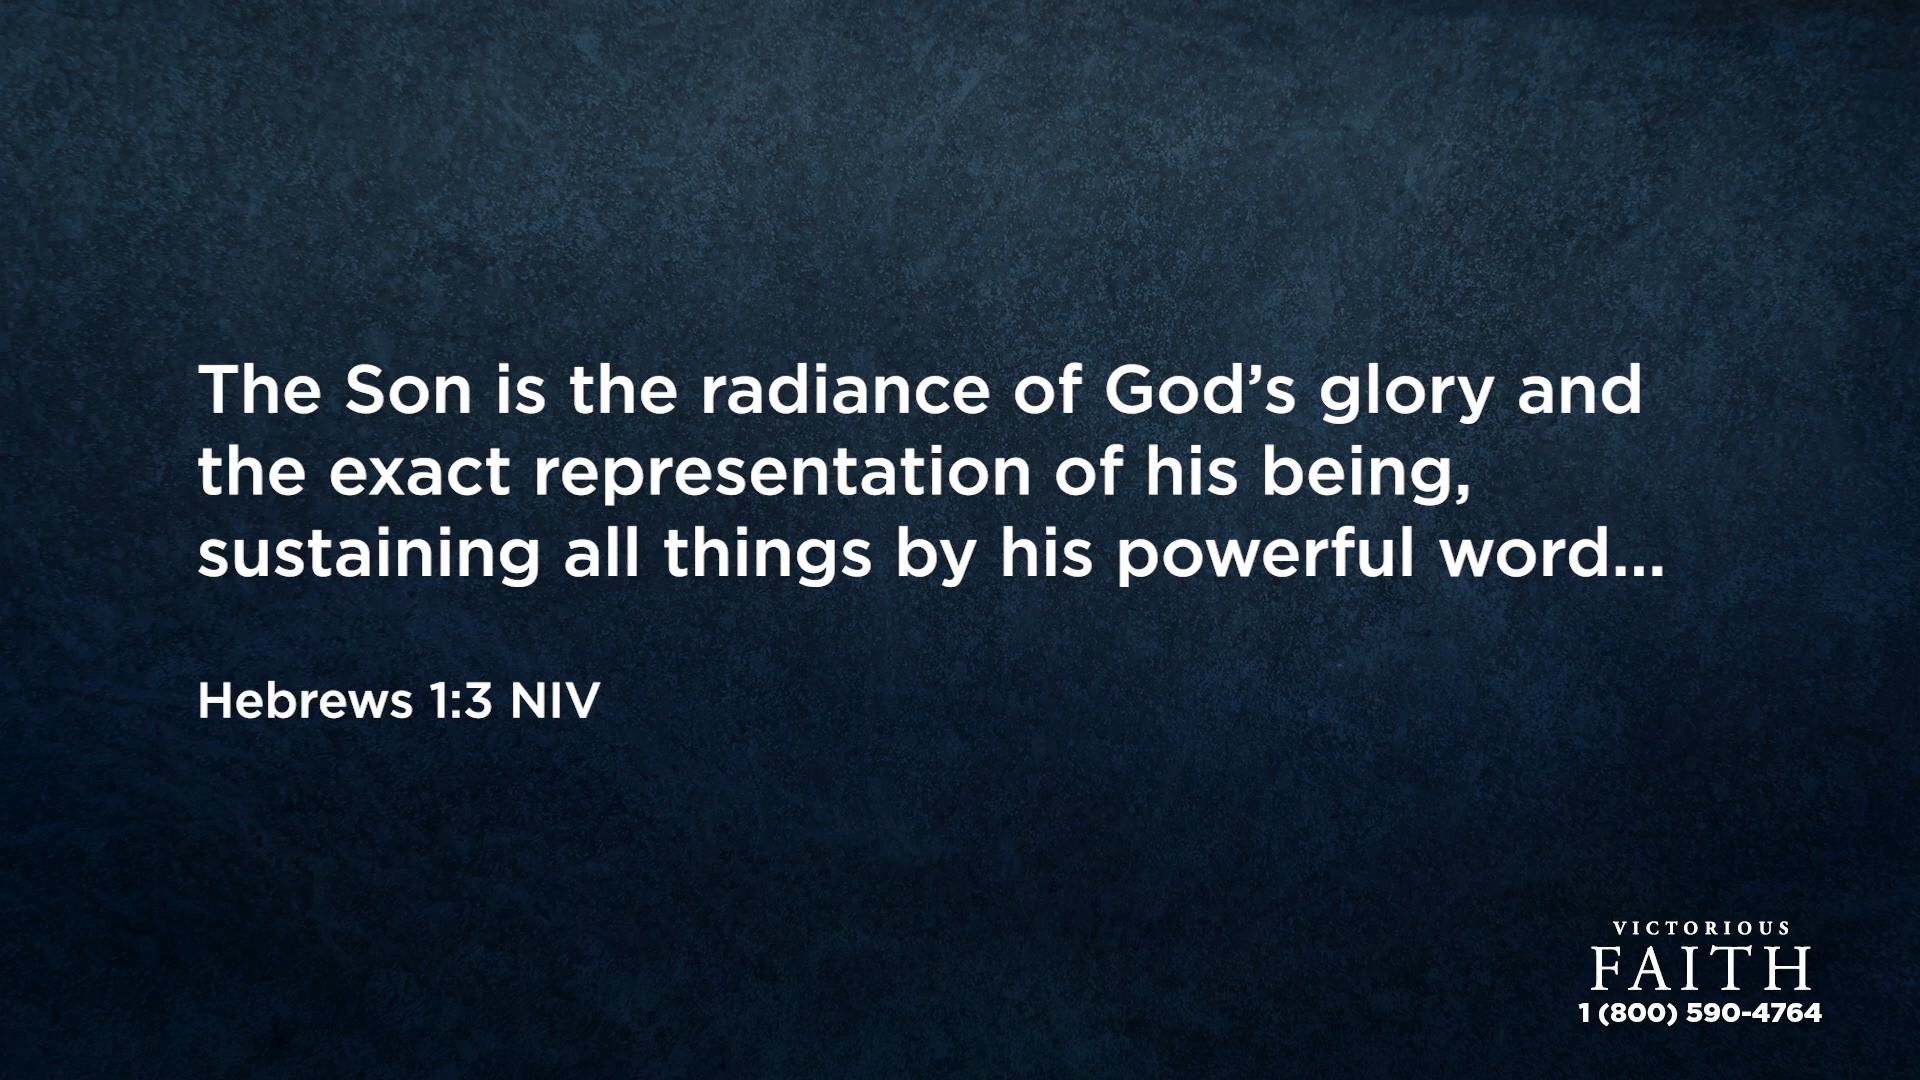 The Son is the radiance of God’s glory and
the exact representation of his being,
sustaining all things by his powerful word...
Hebrews 1:3 NIV
VICTORIOUS
FAITH
1 (800) 590-4764